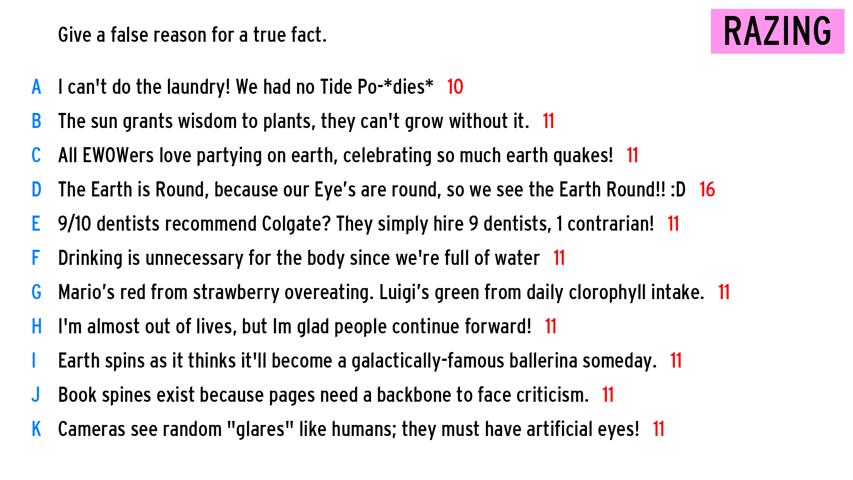 Give a false reason for a true fact.
RAZING
A I can't do the laundry! We had no Tide Po-*dies* 10
B The sun grants wisdom to plants, they can't grow without it. 11
C All EWOWers love partying on earth, celebrating so much earth quakes! 11
D The Earth is Round, because our Eye’s are round, so we see the Earth Round!! :D 16
E 9/10 dentists recommend Colgate? They simply hire 9 dentists, 1 contrarian! 11
F Drinking is unnecessary for the body since we're full of water 11
G Mario’s red from strawberry overeating. Luigi’s green from daily clorophyll intake. 11
H I'm almost out of lives, but Im glad people continue forward! 11
I Earth spins as it thinks it'll become a galactically-famous ballerina someday. 11
J Book spines exist because pages need a backbone to face criticism. 11
K Cameras see random "glares" like humans; they must have artificial eyes! 11